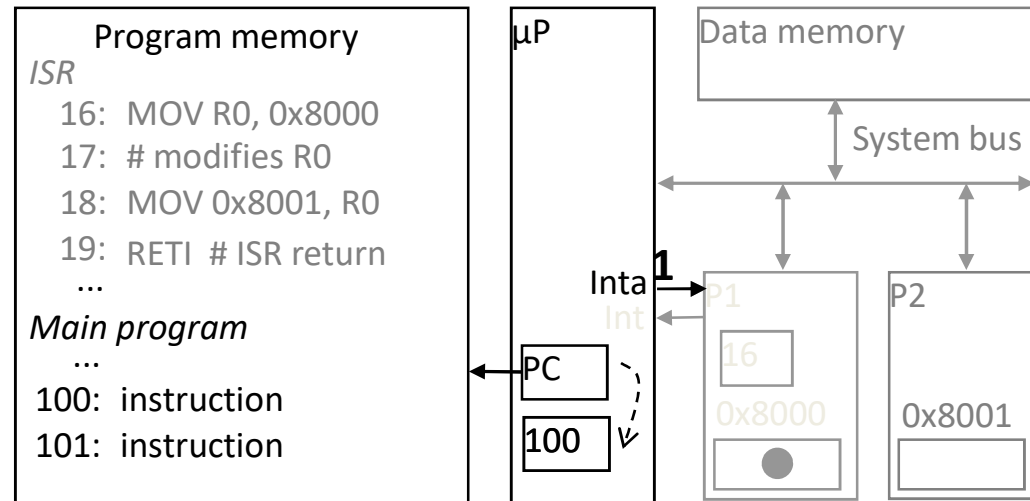 Program memory
ISR
16: MOV R0, 0x8000
17: # modifies R0
18: MOV 0x8001, R0
19: RETI # ISR return
...
Main program
...
100: instruction
101: instruction
µP
Inta
1
Int
PC
100
Data memory
System bus
P1
16
0x8000
P2
0x8001